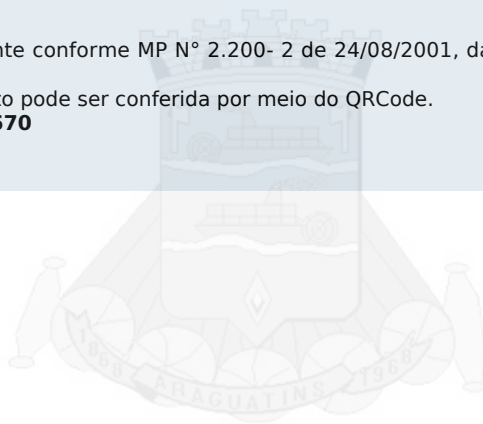 nte conforme MP N° 2.200- 2 de 24/08/2001, da
to pode ser conferida por meio do QRCode.
670
1868 ARAGUATINS 1968